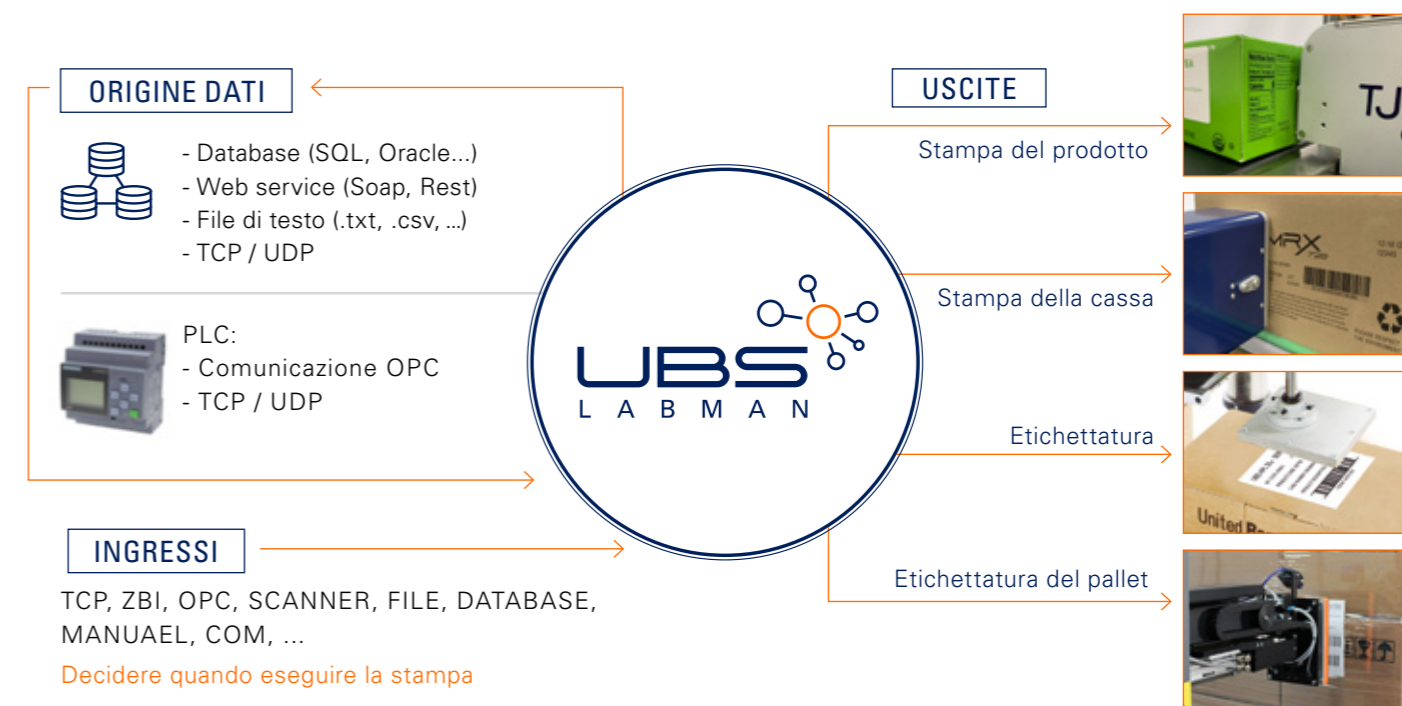 ORIGINE DATI
- Database (SQL, Oracle...)
- Web service (Soap, Rest)
- File di testo (.txt, .csv, ...)
- TCP / UDP
PLC:
- Comunicazione OPC
- TCP / UDP
INGRESSI
TCP, ZBI, OPC, SCANNER, FILE, DATABASE,
MANUAEL, COM, ...
Decidere quando eseguire la stampa
UBS
LABMAN
USCITE
Stampa del prodotto
Stampa della cassa
Etichettatura
Etichettatura del pallet
TJ
MRX
United